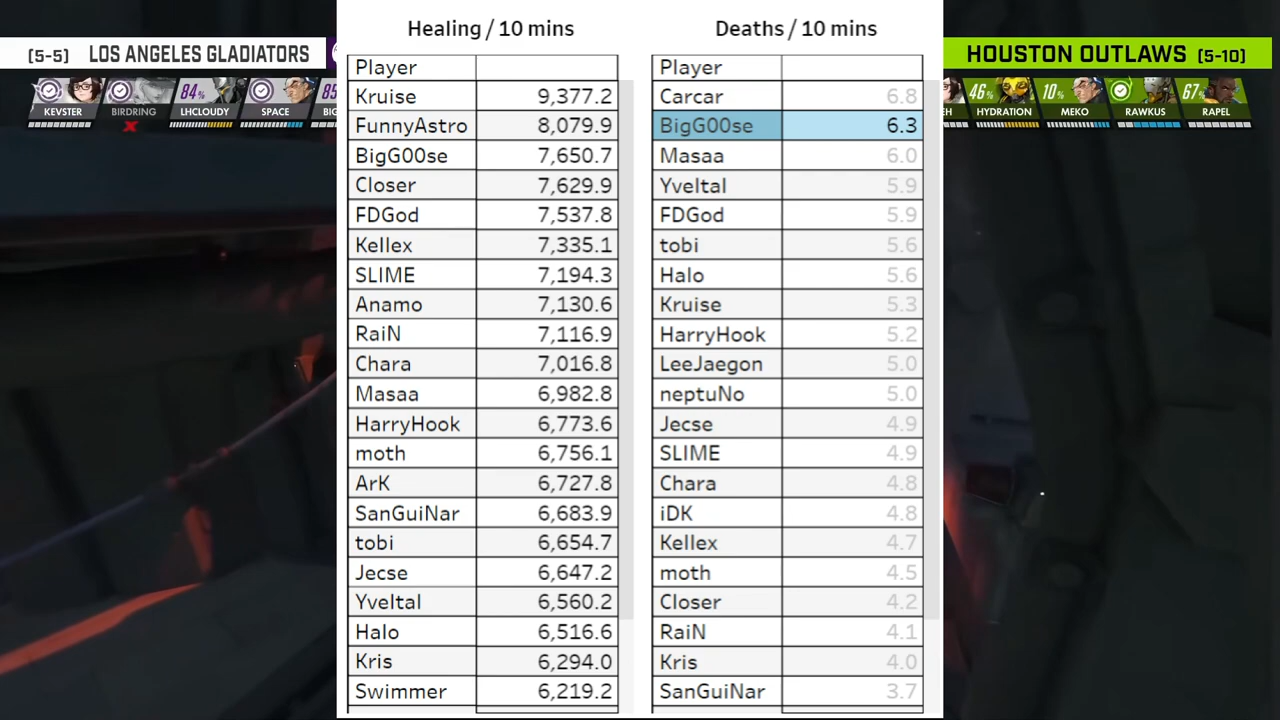 [5-5] LOS ANGELES GLADIATORS
KEVSTER
BIRDRING
84% LHCLOUDY
SPACE
Healing / 10 mins
Player
Kruise 9,377.2
FunnyAstro 8,079.9
BigG00se 7,650.7
Closer 7,629.9
FDGod 7,537.8
Kellex 7,335.1
SLIME 7,194.3
Anamo 7,130.6
RaiN 7,116.9
Chara 7,016.8
Masaa 6,982.8
HarryHook 6,773.6
moth 6,756.1
ArK 6,727.8
SanGuiNar 6,683.9
tobi 6,654.7
Jecse 6,647.2
Yveltal 6,560.2
Halo 6,516.6
Kris 6,294.0
Swimmer 6,219.2
Deaths / 10 mins
Player
Carcar 6.8
BigG00se 6.3
Masaa 6.0
Yveltal 5.9
FDGod 5.9
tobi 5.6
Halo 5.6
Kruise 5.3
HarryHook 5.2
LeeJaegon 5.0
neptuNo 5.0
Jecse 4.9
SLIME 4.9
Chara 4.8
iDK 4.8
Kellex 4.7
moth 4.5
Closer 4.2
RaiN 4.1
Kris 4.0
SanGuiNar 3.7
HOUSTON OUTLAWS [5-10]
46% HYDRATION
10% MEKO
RAWKUS
67% RAPEL